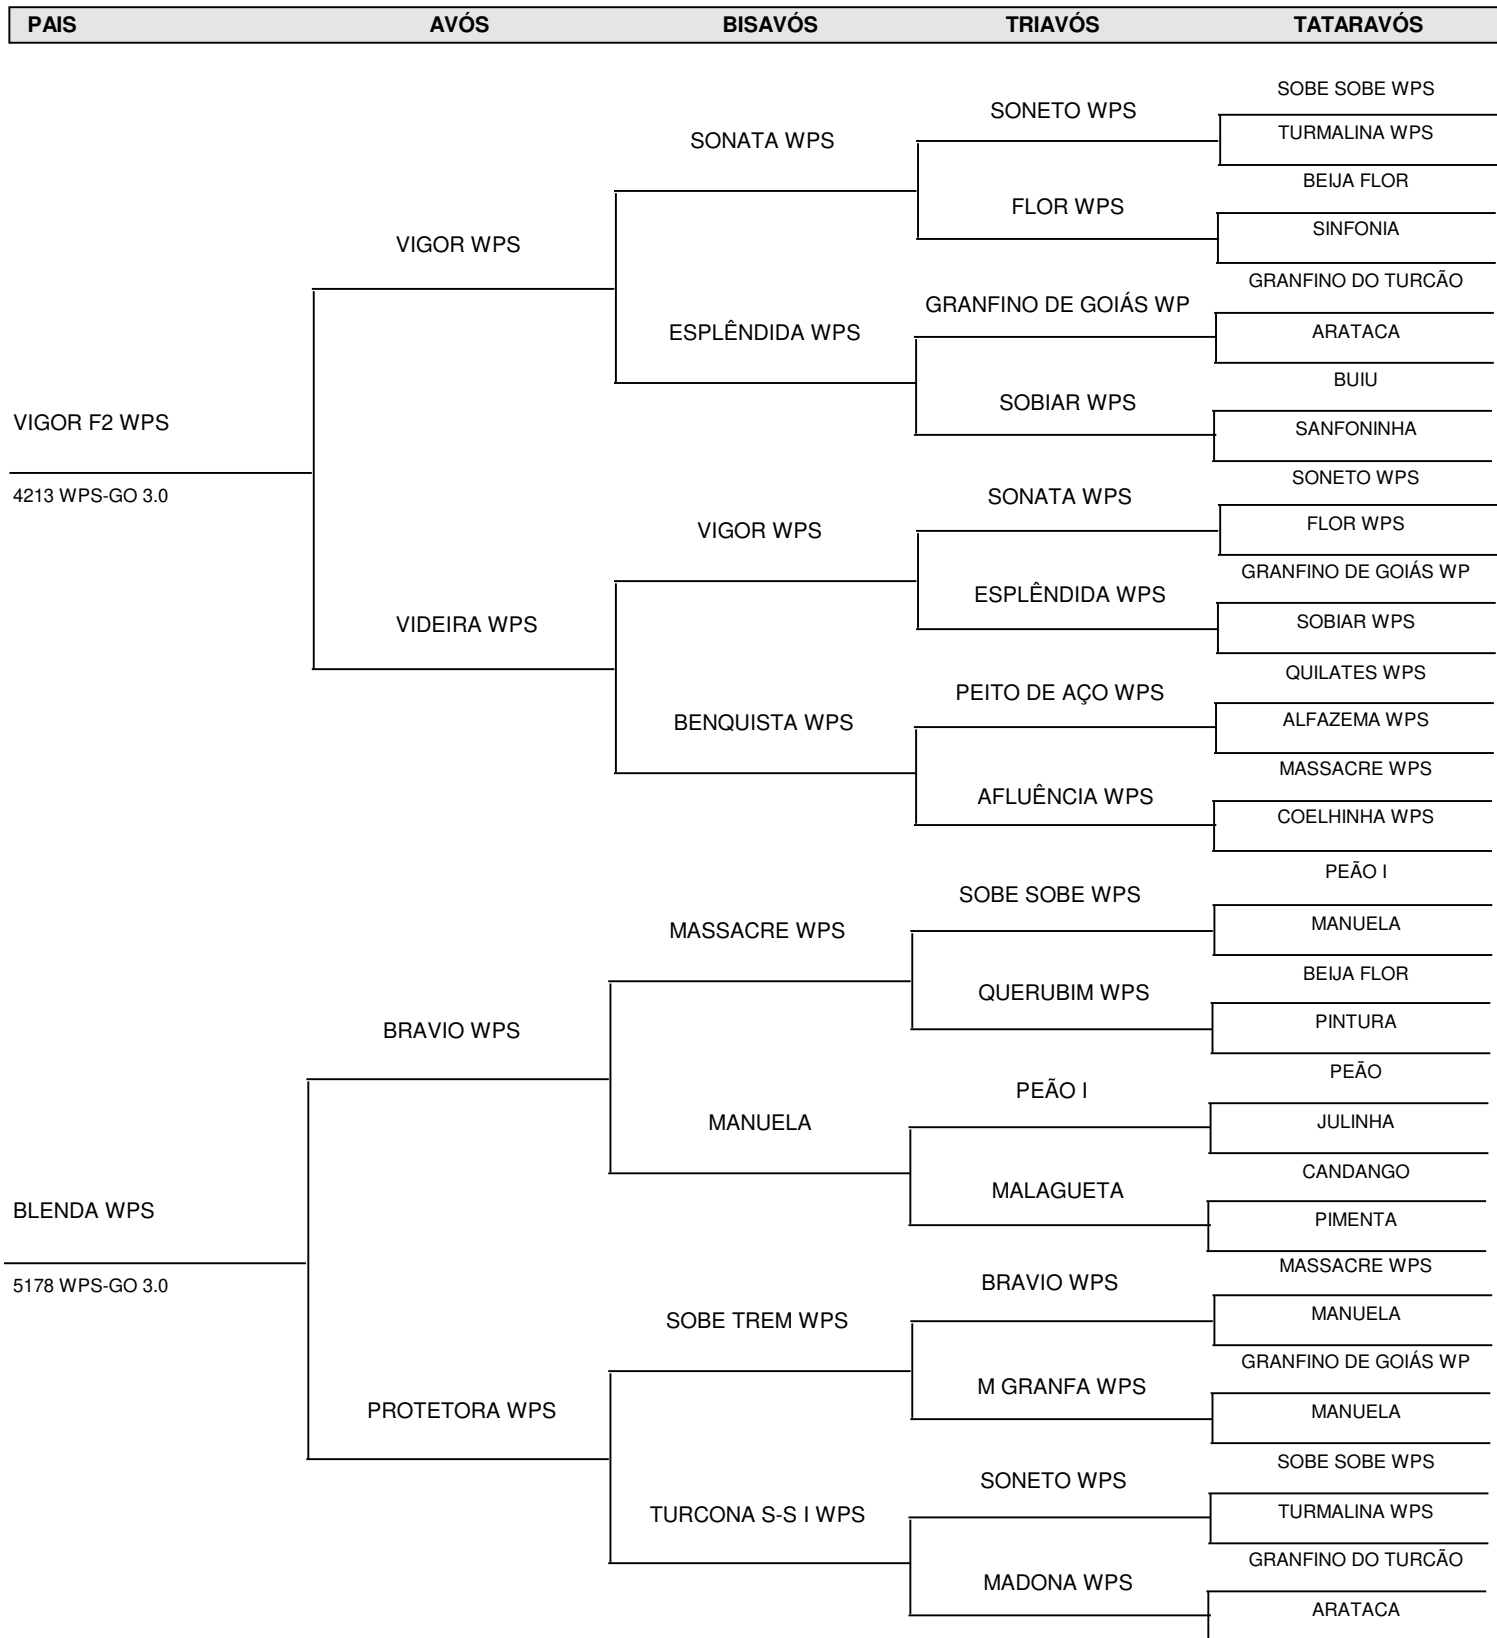 PAIS AVÓS BISAVÓS TRIAVÓS TATARAVÓS
SOBE SOBE WPS
SONETO WPS
TURMALINA WPS
SONATA WPS
BEIJA FLOR
FLOR WPS
SINFONIA
VIGOR WPS
GRANFINO DO TURCÃO
GRANFINO DE GOIÁS WP
ARATACA
ESPLÊNDIDA WPS
BUIU
SOBIAR WPS
SANFONINHA
VIGOR F2 WPS
4213 WPS-GO 3.0
SONETO WPS
SONATA WPS
FLOR WPS
VIGOR WPS
GRANFINO DE GOIÁS WP
ESPLÊNDIDA WPS
SOBIAR WPS
VIDEIRA WPS
QUILATES WPS
PEITO DE AÇO WPS
ALFAZEMA WPS
BENQUISTA WPS
MASSACRE WPS
AFLUÊNCIA WPS
COELHINHA WPS
PEÃO I
SOBE SOBE WPS
MANUELA
MASSACRE WPS
BEIJA FLOR
QUERUBIM WPS
PINTURA
BRAVIO WPS
PEÃO
PEÃO I
JULINHA
MANUELA
CANDANGO
MALAGUETA
PIMENTA
BLENDA WPS
5178 WPS-GO 3.0
MASSACRE WPS
BRAVIO WPS
MANUELA
SOBE TREM WPS
GRANFINO DE GOIÁS WP
M GRANFA WPS
MANUELA
PROTETORA WPS
SOBE SOBE WPS
SONETO WPS
TURMALINA WPS
TURCONA S-S I WPS
GRANFINO DO TURCÃO
MADONA WPS
ARATACA